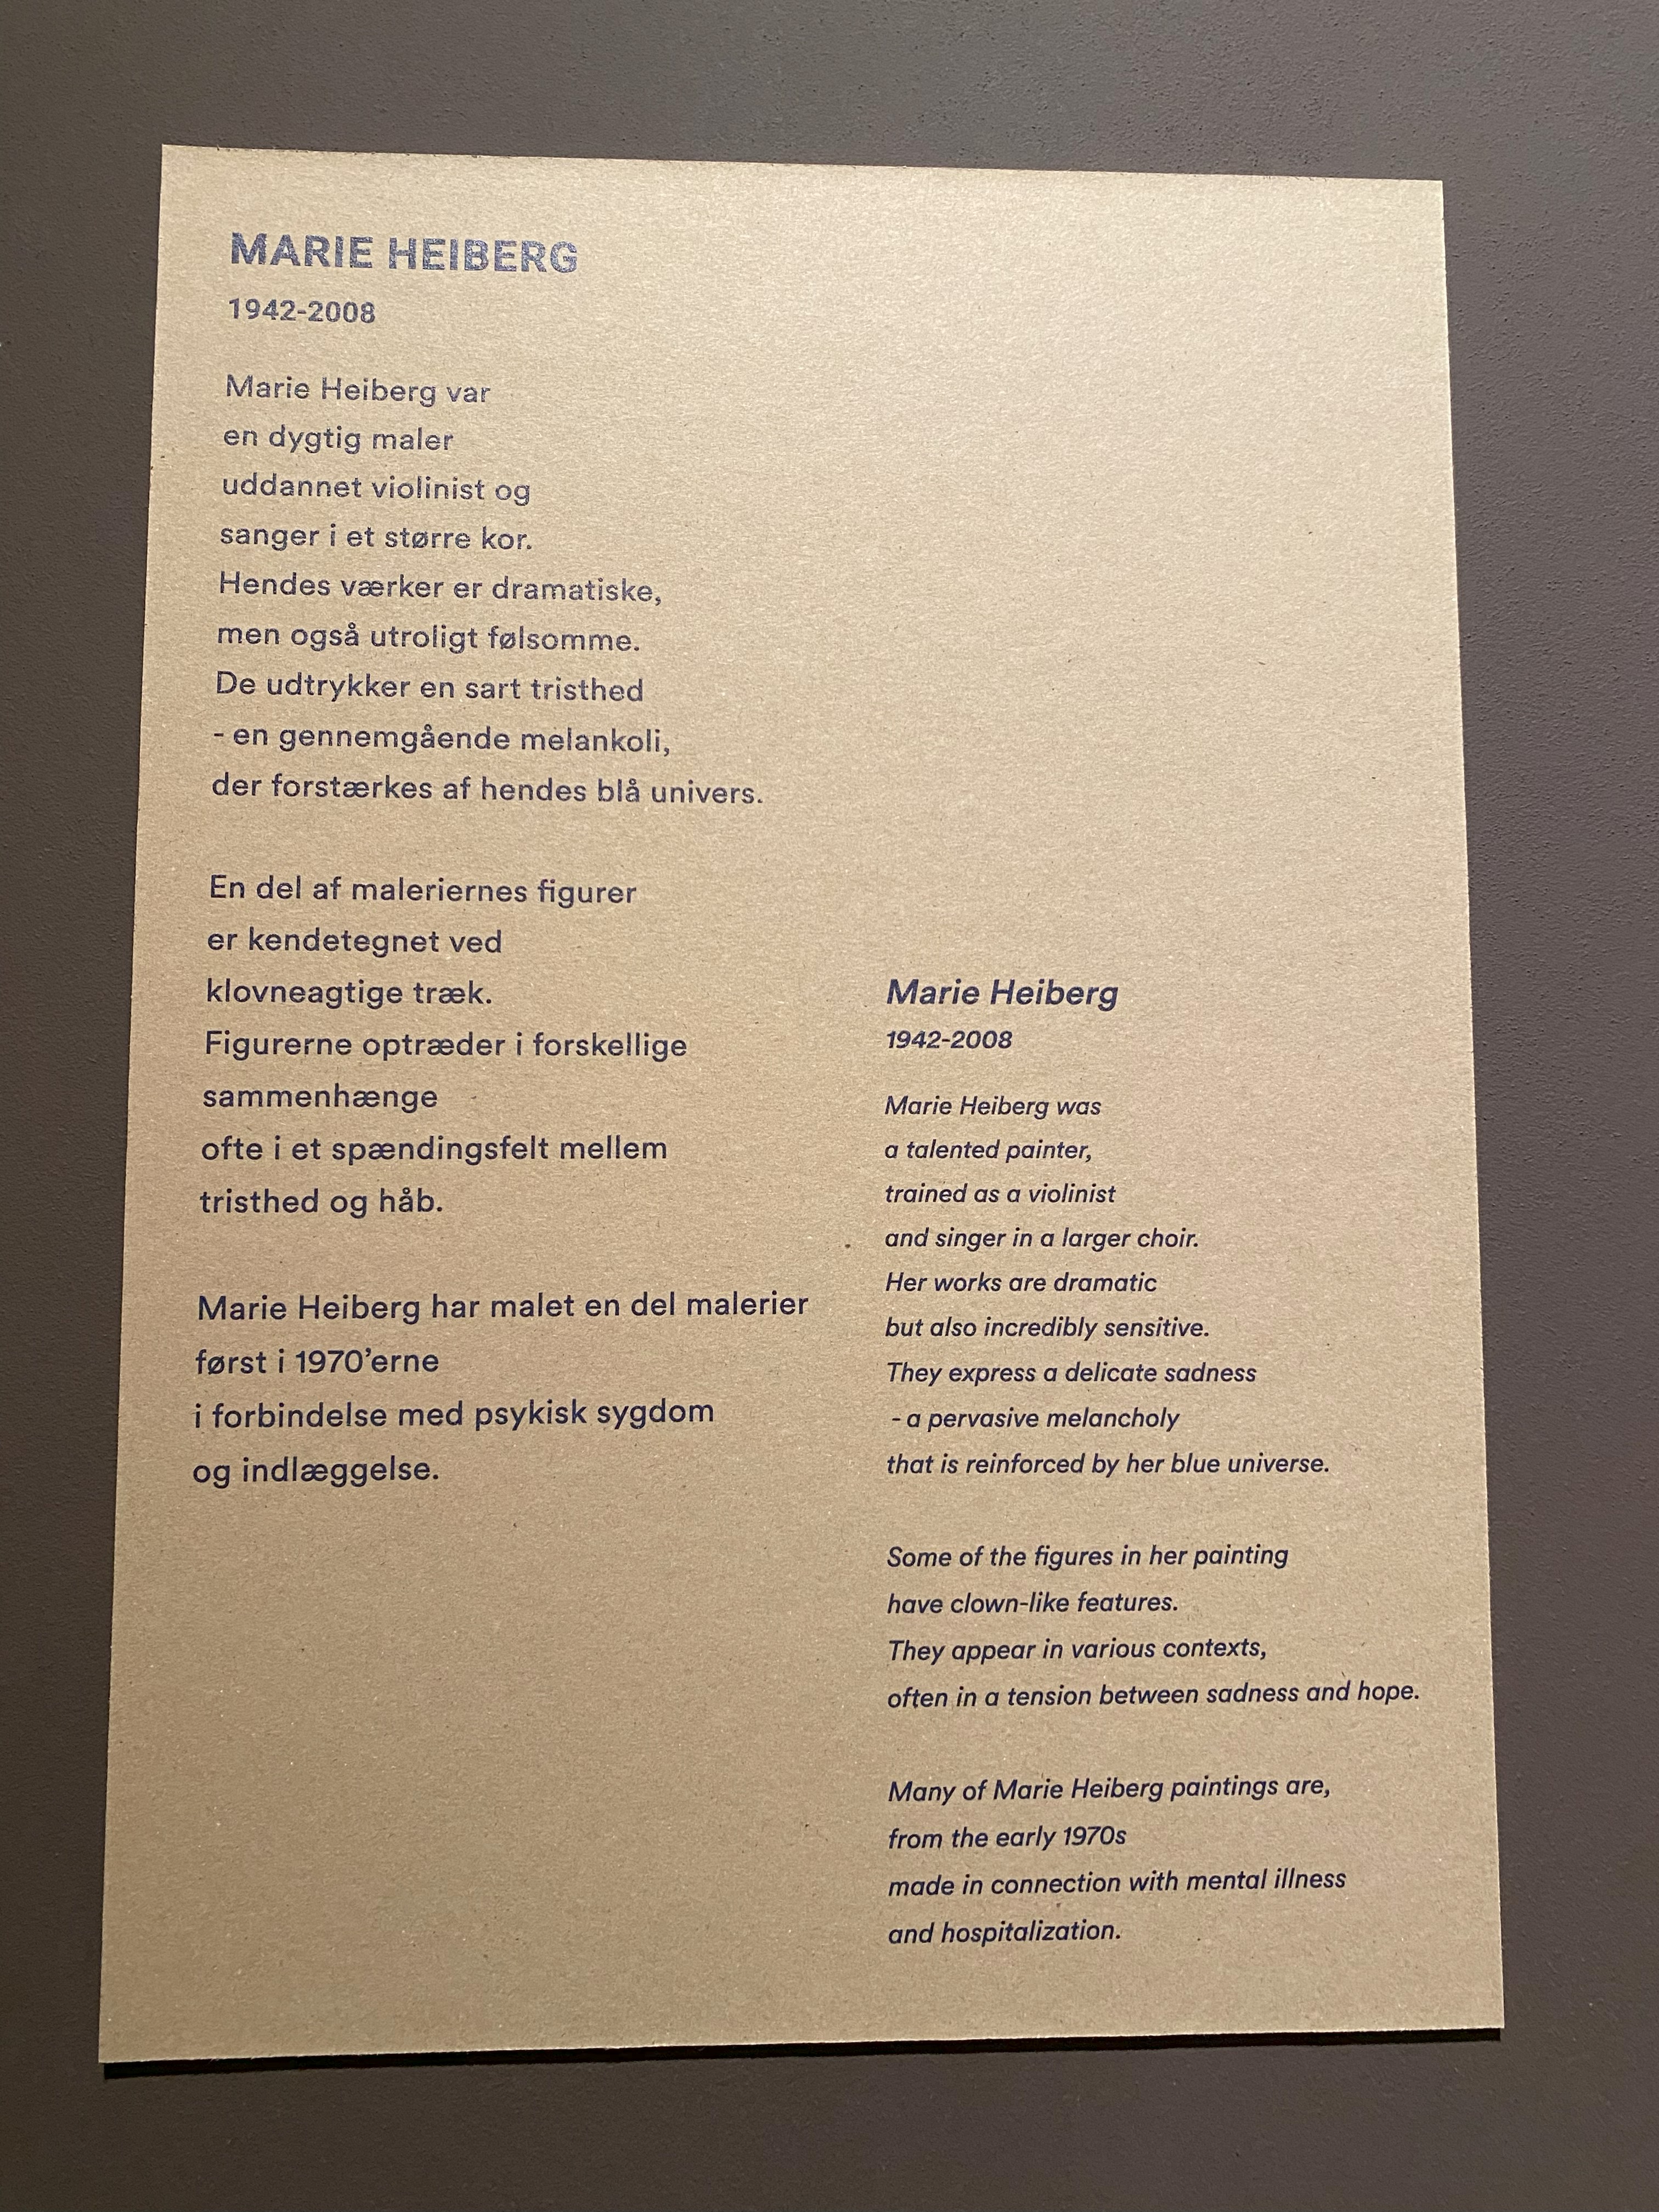 MARIE HEIBERG
1942-2008
Marie Heiberg var
en dygtig maler
uddannet violinist og
sanger i et større kor.
Hendes værker er dramatiske,
men også utroligt følsomme.
De udtrykker en sart tristhed
- en gennemgående melankoli,
der forstærkes af hendes blå univers.
En del af maleriernes figurer
er kendetegnet ved
klovneagtige træk.
Figurerne optræder i forskellige
sammenhænge
ofte i et spændingsfelt mellem
tristhed og håb.
Marie Heiberg har malet en del malerier
først i 1970'erne
i forbindelse med psykisk sygdom
og indlæggelse.
Marie Heiberg
1942-2008
Marie Heiberg was
a talented painter,
trained as a violinist
and singer in a larger choir.
Her works are dramatic
but also incredibly sensitive.
They express a delicate sadness
- a pervasive melancholy
that is reinforced by her blue universe.
Some of the figures in her painting
have clown-like features.
They appear in various contexts,
often in a tension between sadness and hope.
Many of Marie Heiberg paintings are,
from the early 1970s
made in connection with mental illness
and hospitalization.